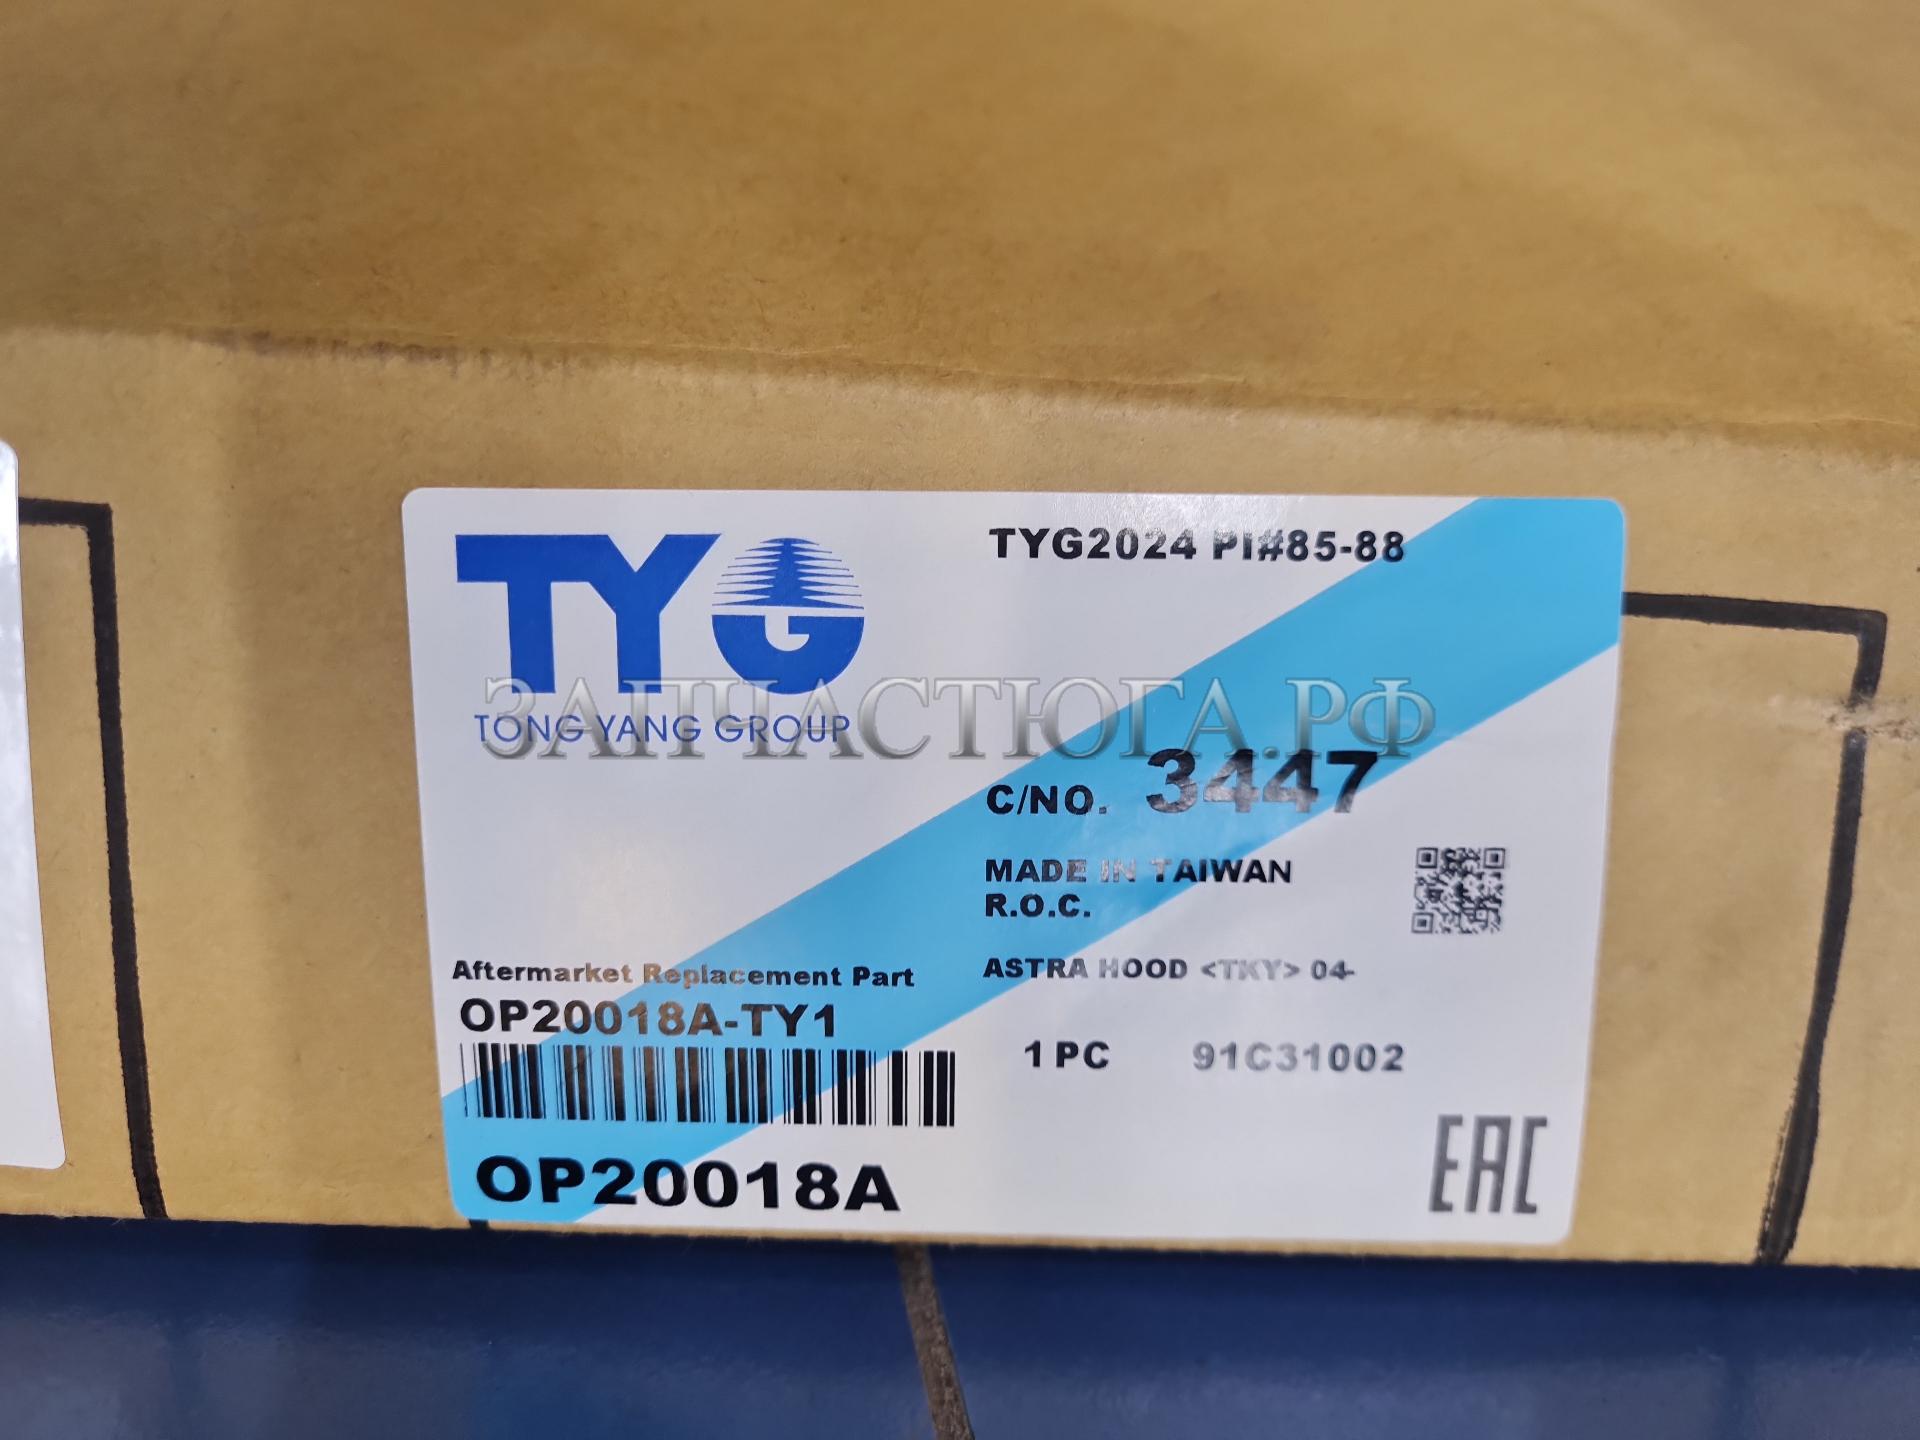 TYG
TYG2024 PI#85-88
TONG YANG GROUP
ЗАПЧАСТЮГА.РФ
C/NO. 3447
MADE IN TAIWAN
R.O.C.
Aftermarket Replacement Part
ASTRA HOOD <TKY> 04-
OP20018A-TY1
1 PC 91C31002
OP20018A
EAC